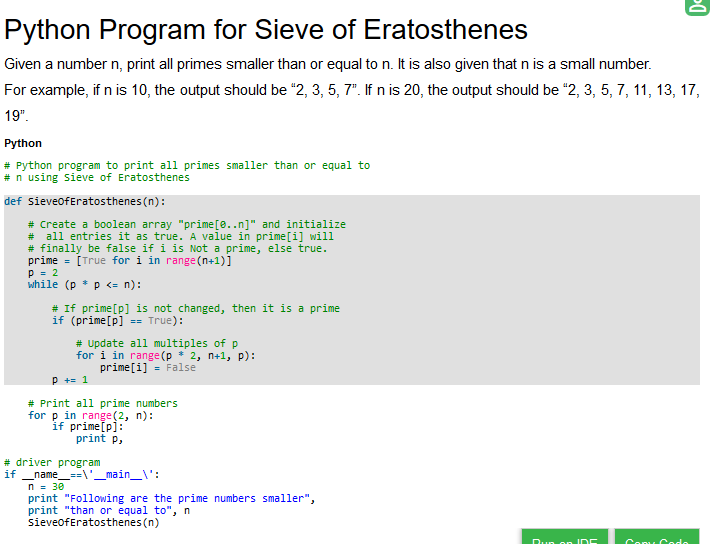 Python Program for Sieve of Eratosthenes
Given a number n, print all primes smaller than or equal to n. It is also given that n is a small number.
For example, if n is 10, the output should be “2, 3, 5, 7”. If n is 20, the output should be “2, 3, 5, 7, 11, 13, 17,
19”.
Python
# Python program to print all primes smaller than or equal to
# n using Sieve of Eratosthenes
def SieveOfEratosthenes(n):
# Create a boolean array "prime[0..n]" and initialize
#  all entries it as true. A value in prime[i] will
# finally be false if i is Not a prime, else true.
prime = [True for i in range(n+1)]
p = 2
while (p * p <= n):
# If prime[p] is not changed, then it is a prime
if (prime[p] == True):
# Update all multiples of p
for i in range(p * 2, n+1, p):
prime[i] = False
p += 1
# Print all prime numbers
for p in range(2, n):
if prime[p]:
print p,
# driver program
if __name__==\'__main__\':
n = 30
print "Following are the prime numbers smaller",
print "than or equal to", n
SieveOfEratosthenes(n)
Run on IDE
Copy Code